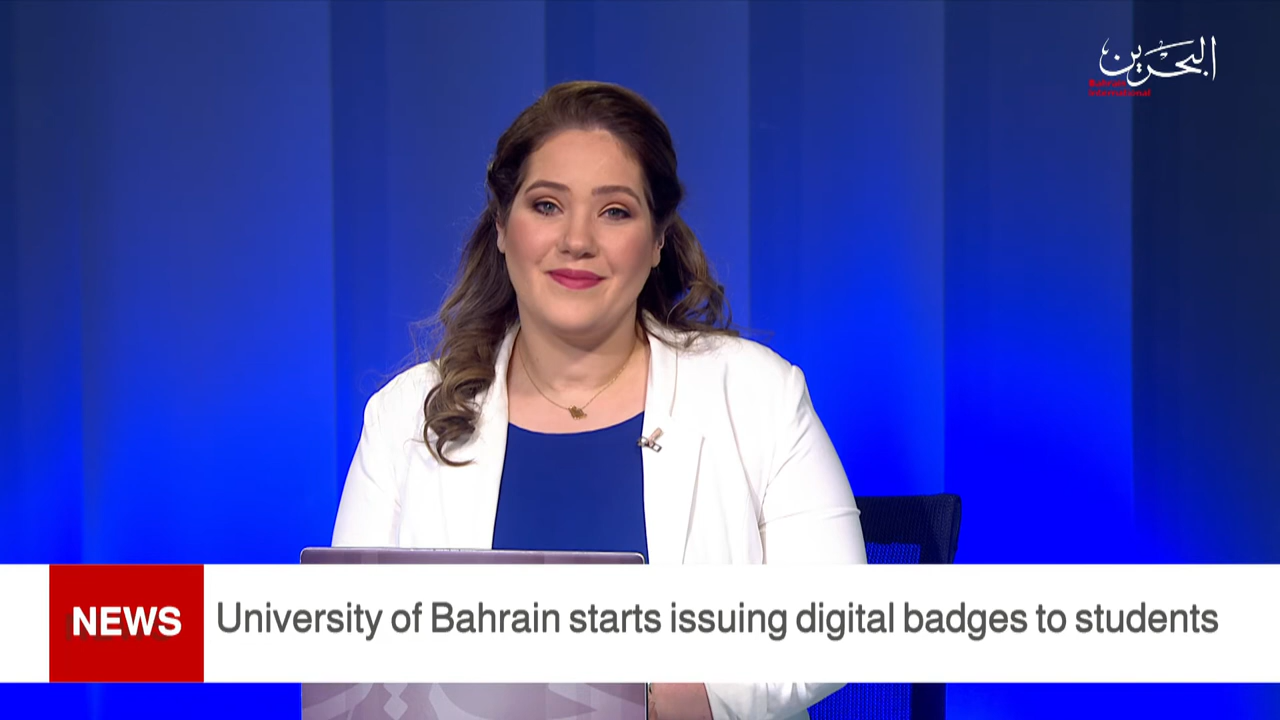 البحرين
Bahrain
International
NEWS
University of Bahrain starts issuing digital badges to students